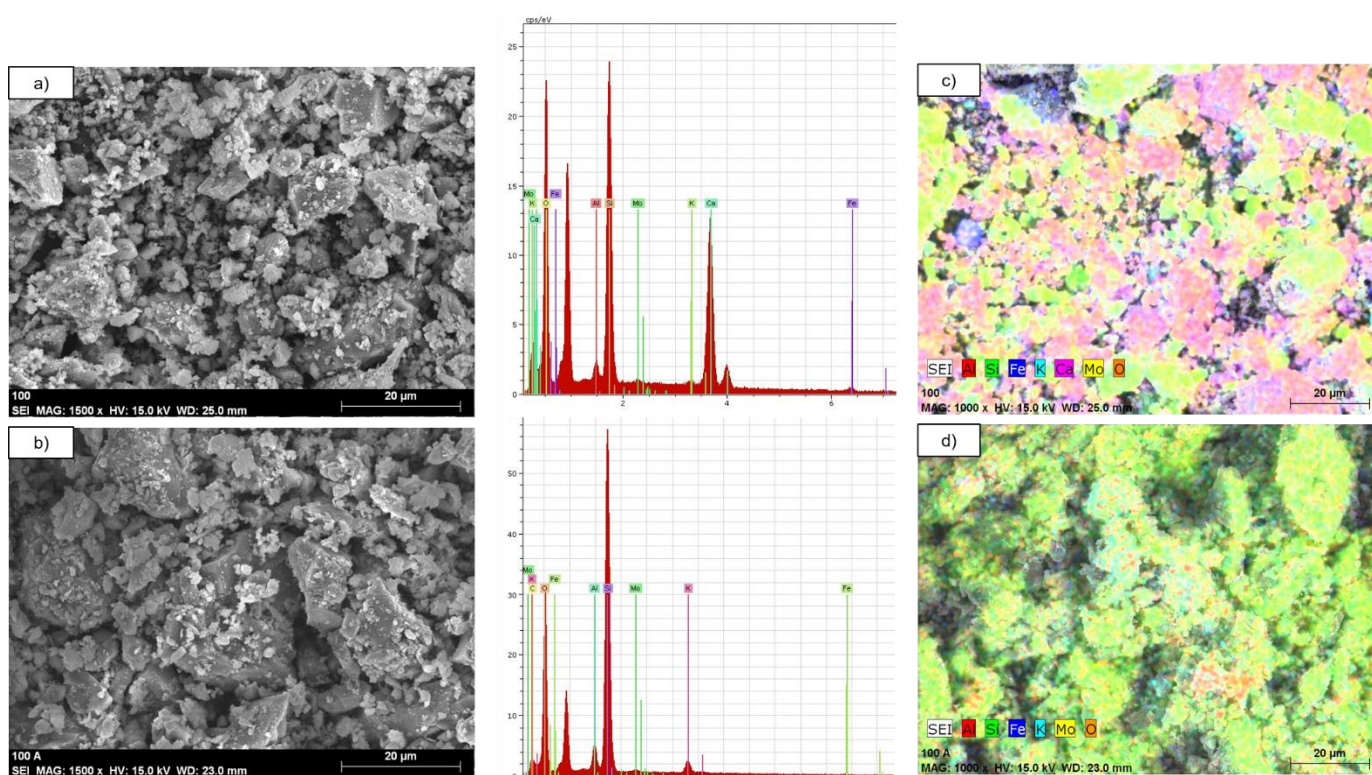 a)
100
SEI MAG: 1500 x HV: 15.0 kV WD: 25.0 mm
20 µm
cps/eV
25
20
15
10
5
0
Mo Fe
K O Al Si Mo K Ca Fe
Ca
2 4 6
c)
SEI Al Si Fe K Ca Mo O
100
MAG: 1000 x HV: 15.0 kV WD: 25.0 mm
20 µm
b)
100 A
SEI MAG: 1500 x HV: 15.0 kV WD: 23.0 mm
20 µm
50
40
30
20
10
Mo
K Fe
C O Al Si Mo K Fe
d)
SEI Al Si Fe K Mo O
100 A
MAG: 1000 x HV: 15.0 kV WD: 23.0 mm
20 µm